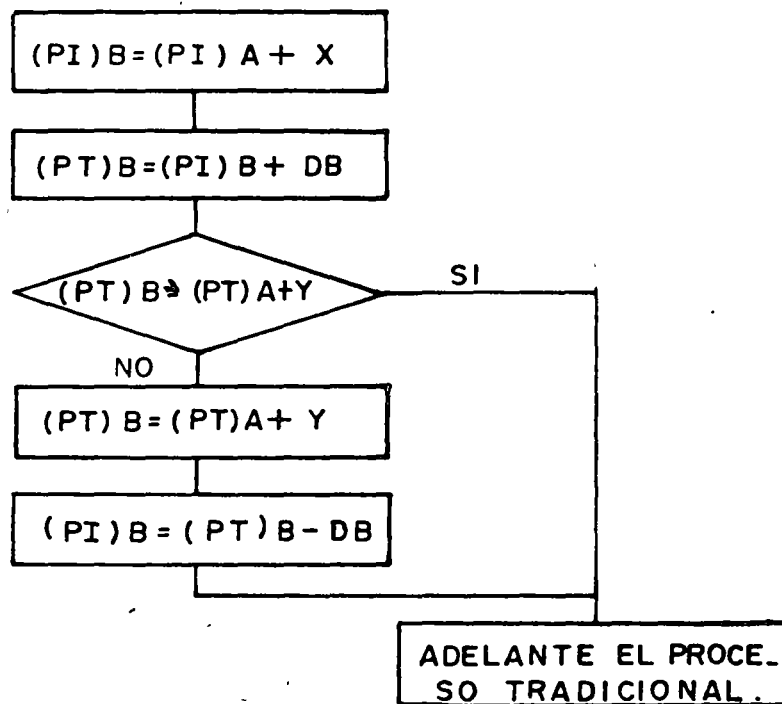 (PI)B=(PI) A + X
(PT)B=(PI)B+ DB
(PT) B≥ (PT)A+Y
SI
NO
(PT) B=(PT)A+ Y
(PI)B=(PT)B-DB
ADELANTE EL PROCE_
SO TRADICIONAL.